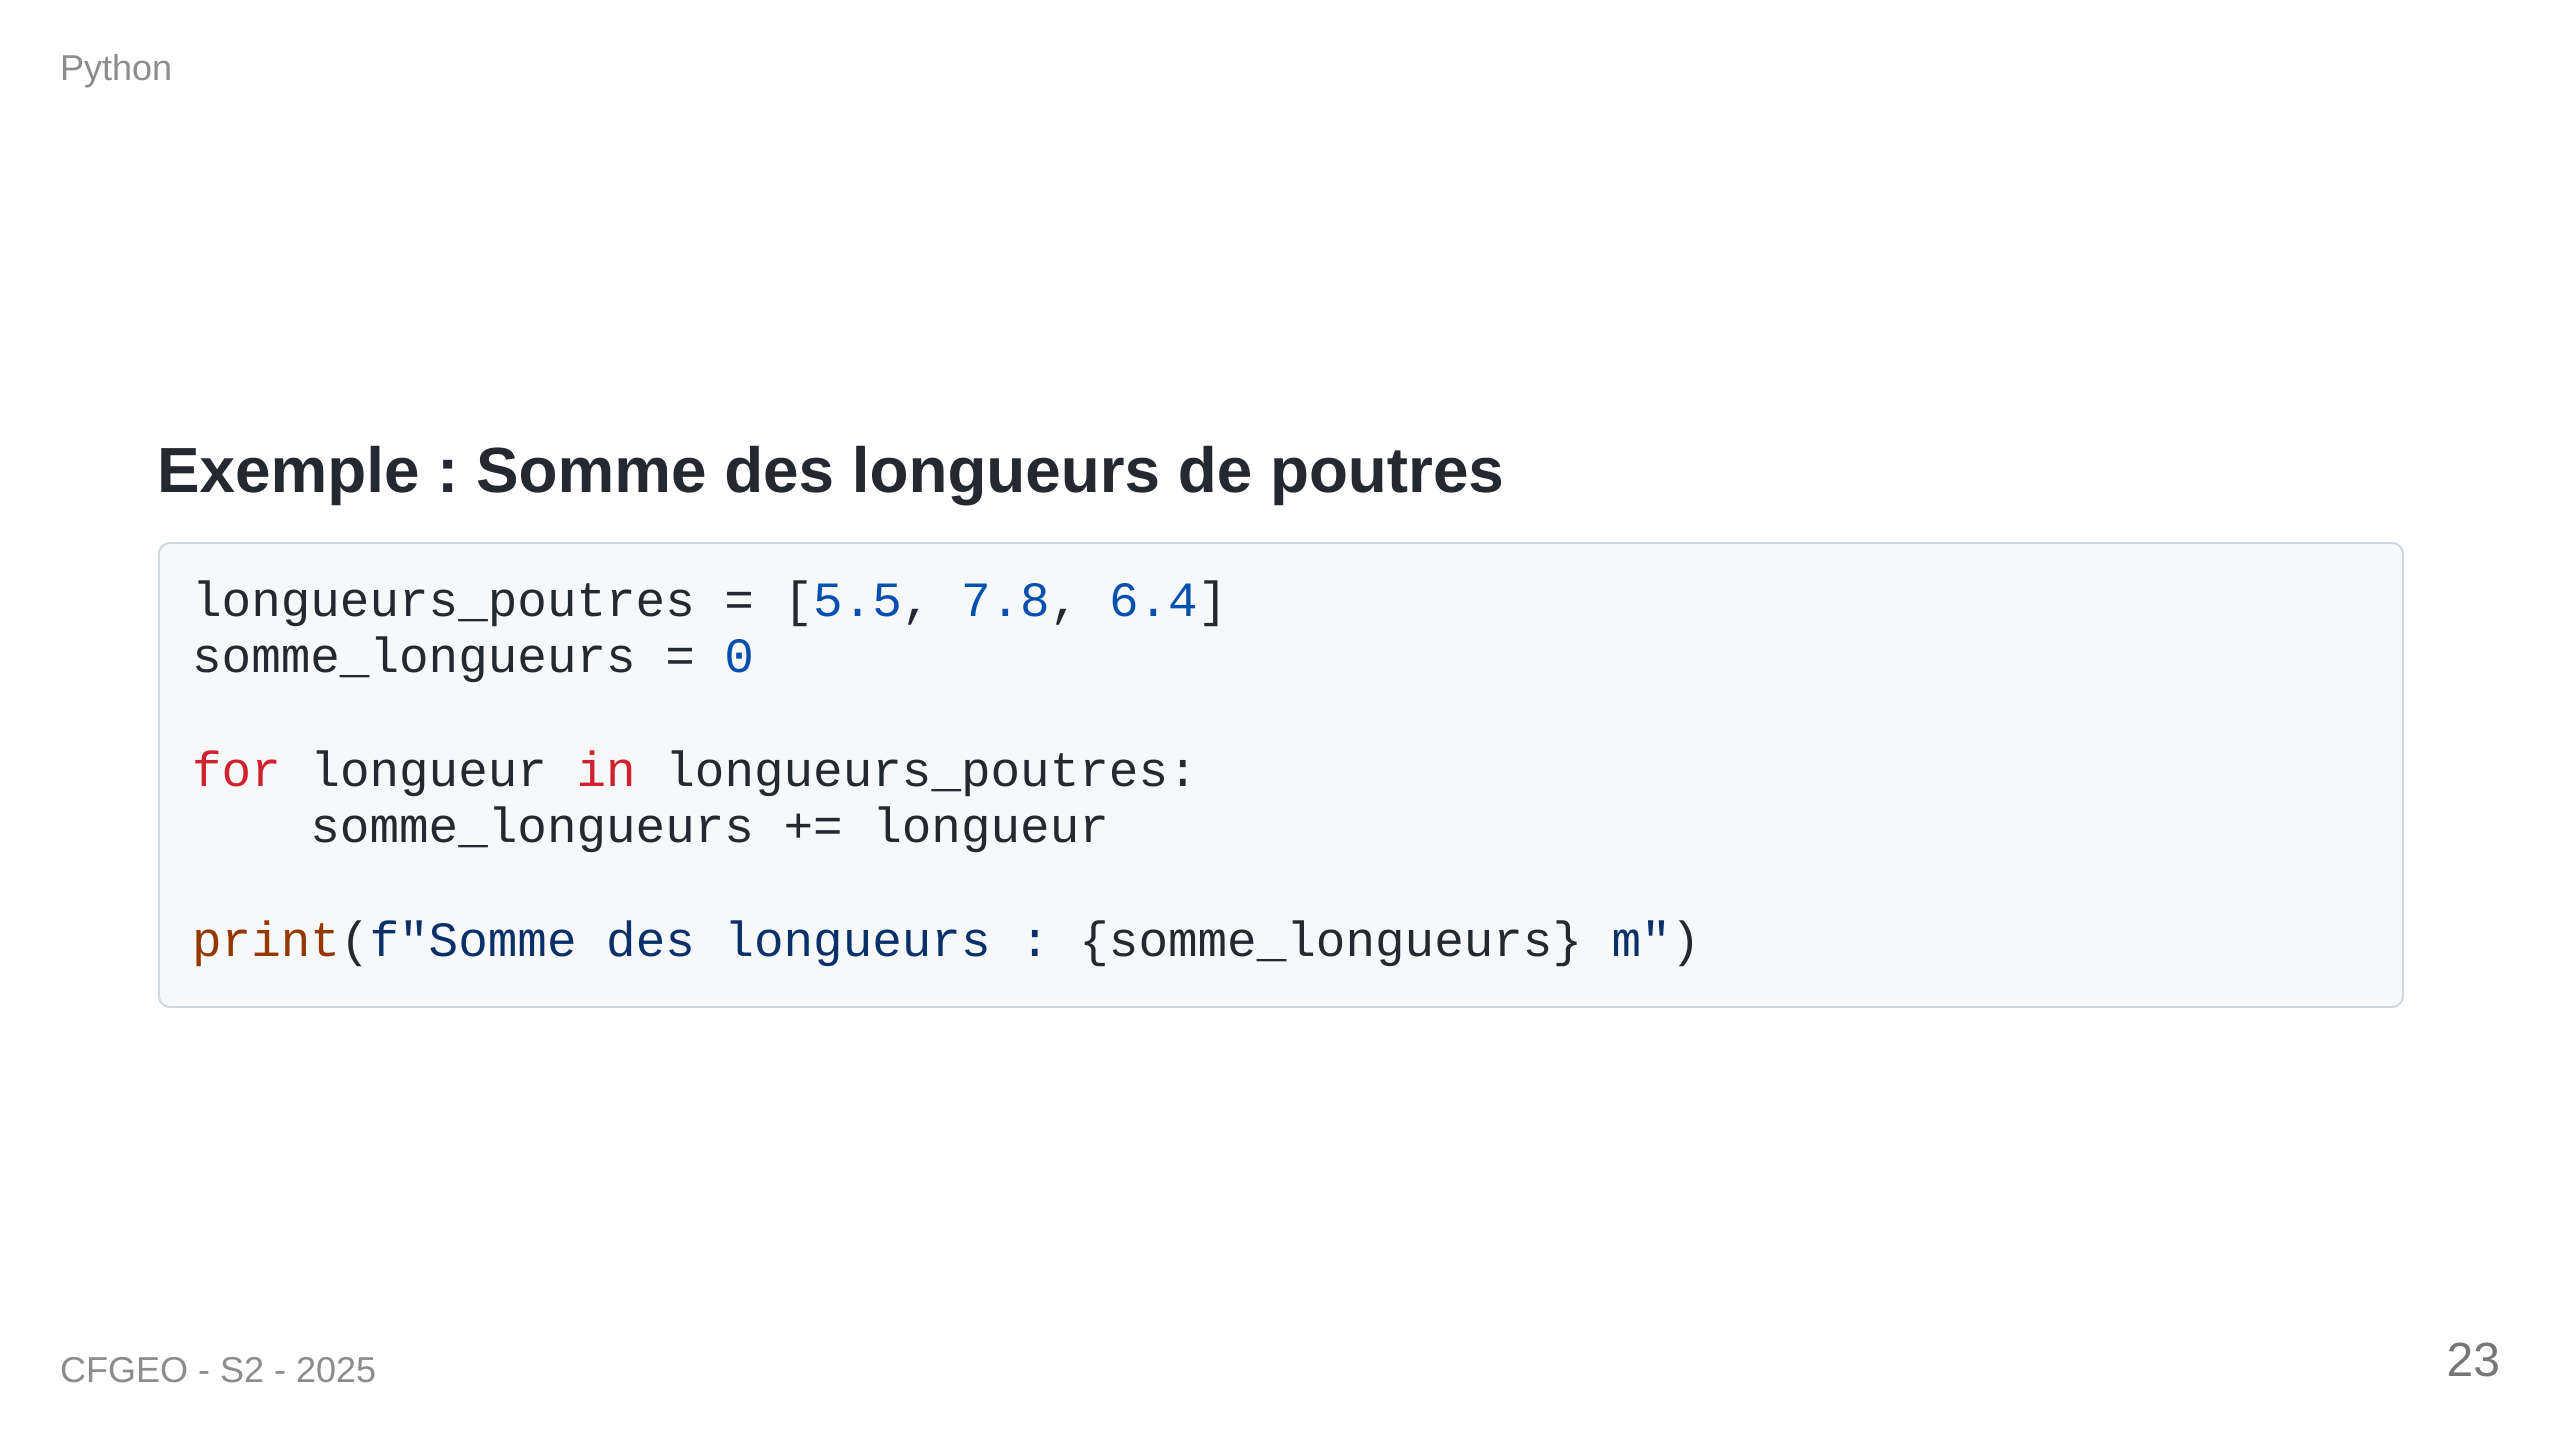 Python
Exemple : Somme des longueurs de poutres
longueurs_poutres = [5.5, 7.8, 6.4]
somme_longueurs = 0
for longueur in longueurs_poutres:
    somme_longueurs += longueur
print(f"Somme des longueurs : {somme_longueurs} m")
CFGEO - S2 - 2025
23